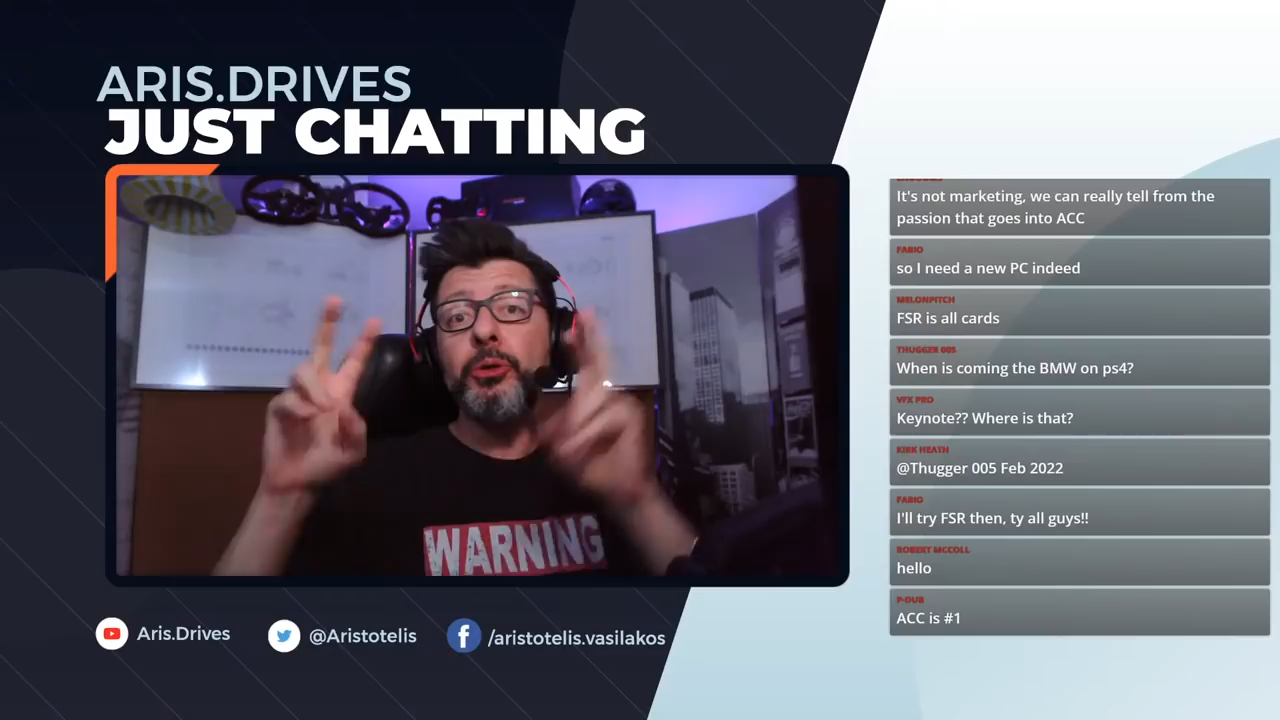 ARIS.DRIVES
JUST CHATTING
WARNING
Aris.Drives
@Aristotelis
/aristotelis.vasilakos
It's not marketing, we can really tell from the
passion that goes into ACC
FABIO
so I need a new PC indeed
MELONPITCH
FSR is all cards
THUGGER 005
When is coming the BMW on ps4?
VFX PRO
Keynote?? Where is that?
KIRK HEATH
@Thugger 005 Feb 2022
FABIO
I'll try FSR then, ty all guys!!
ROBERT MCCOLL
hello
P-DUB
ACC is #1